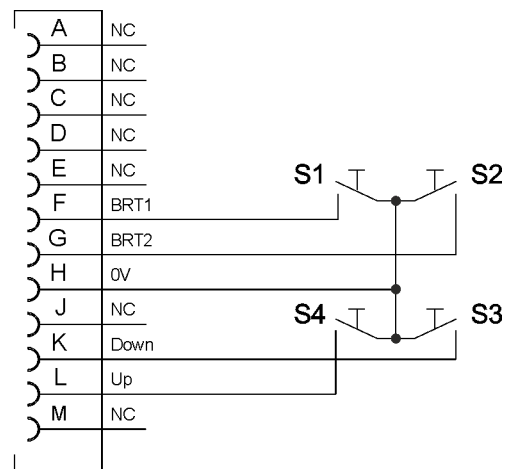 A NC
B NC
C NC
D NC
E NC
S1 S2
F BRT1
G BRT2
H 0V
J NC
S4 S3
K Down
L Up
M NC